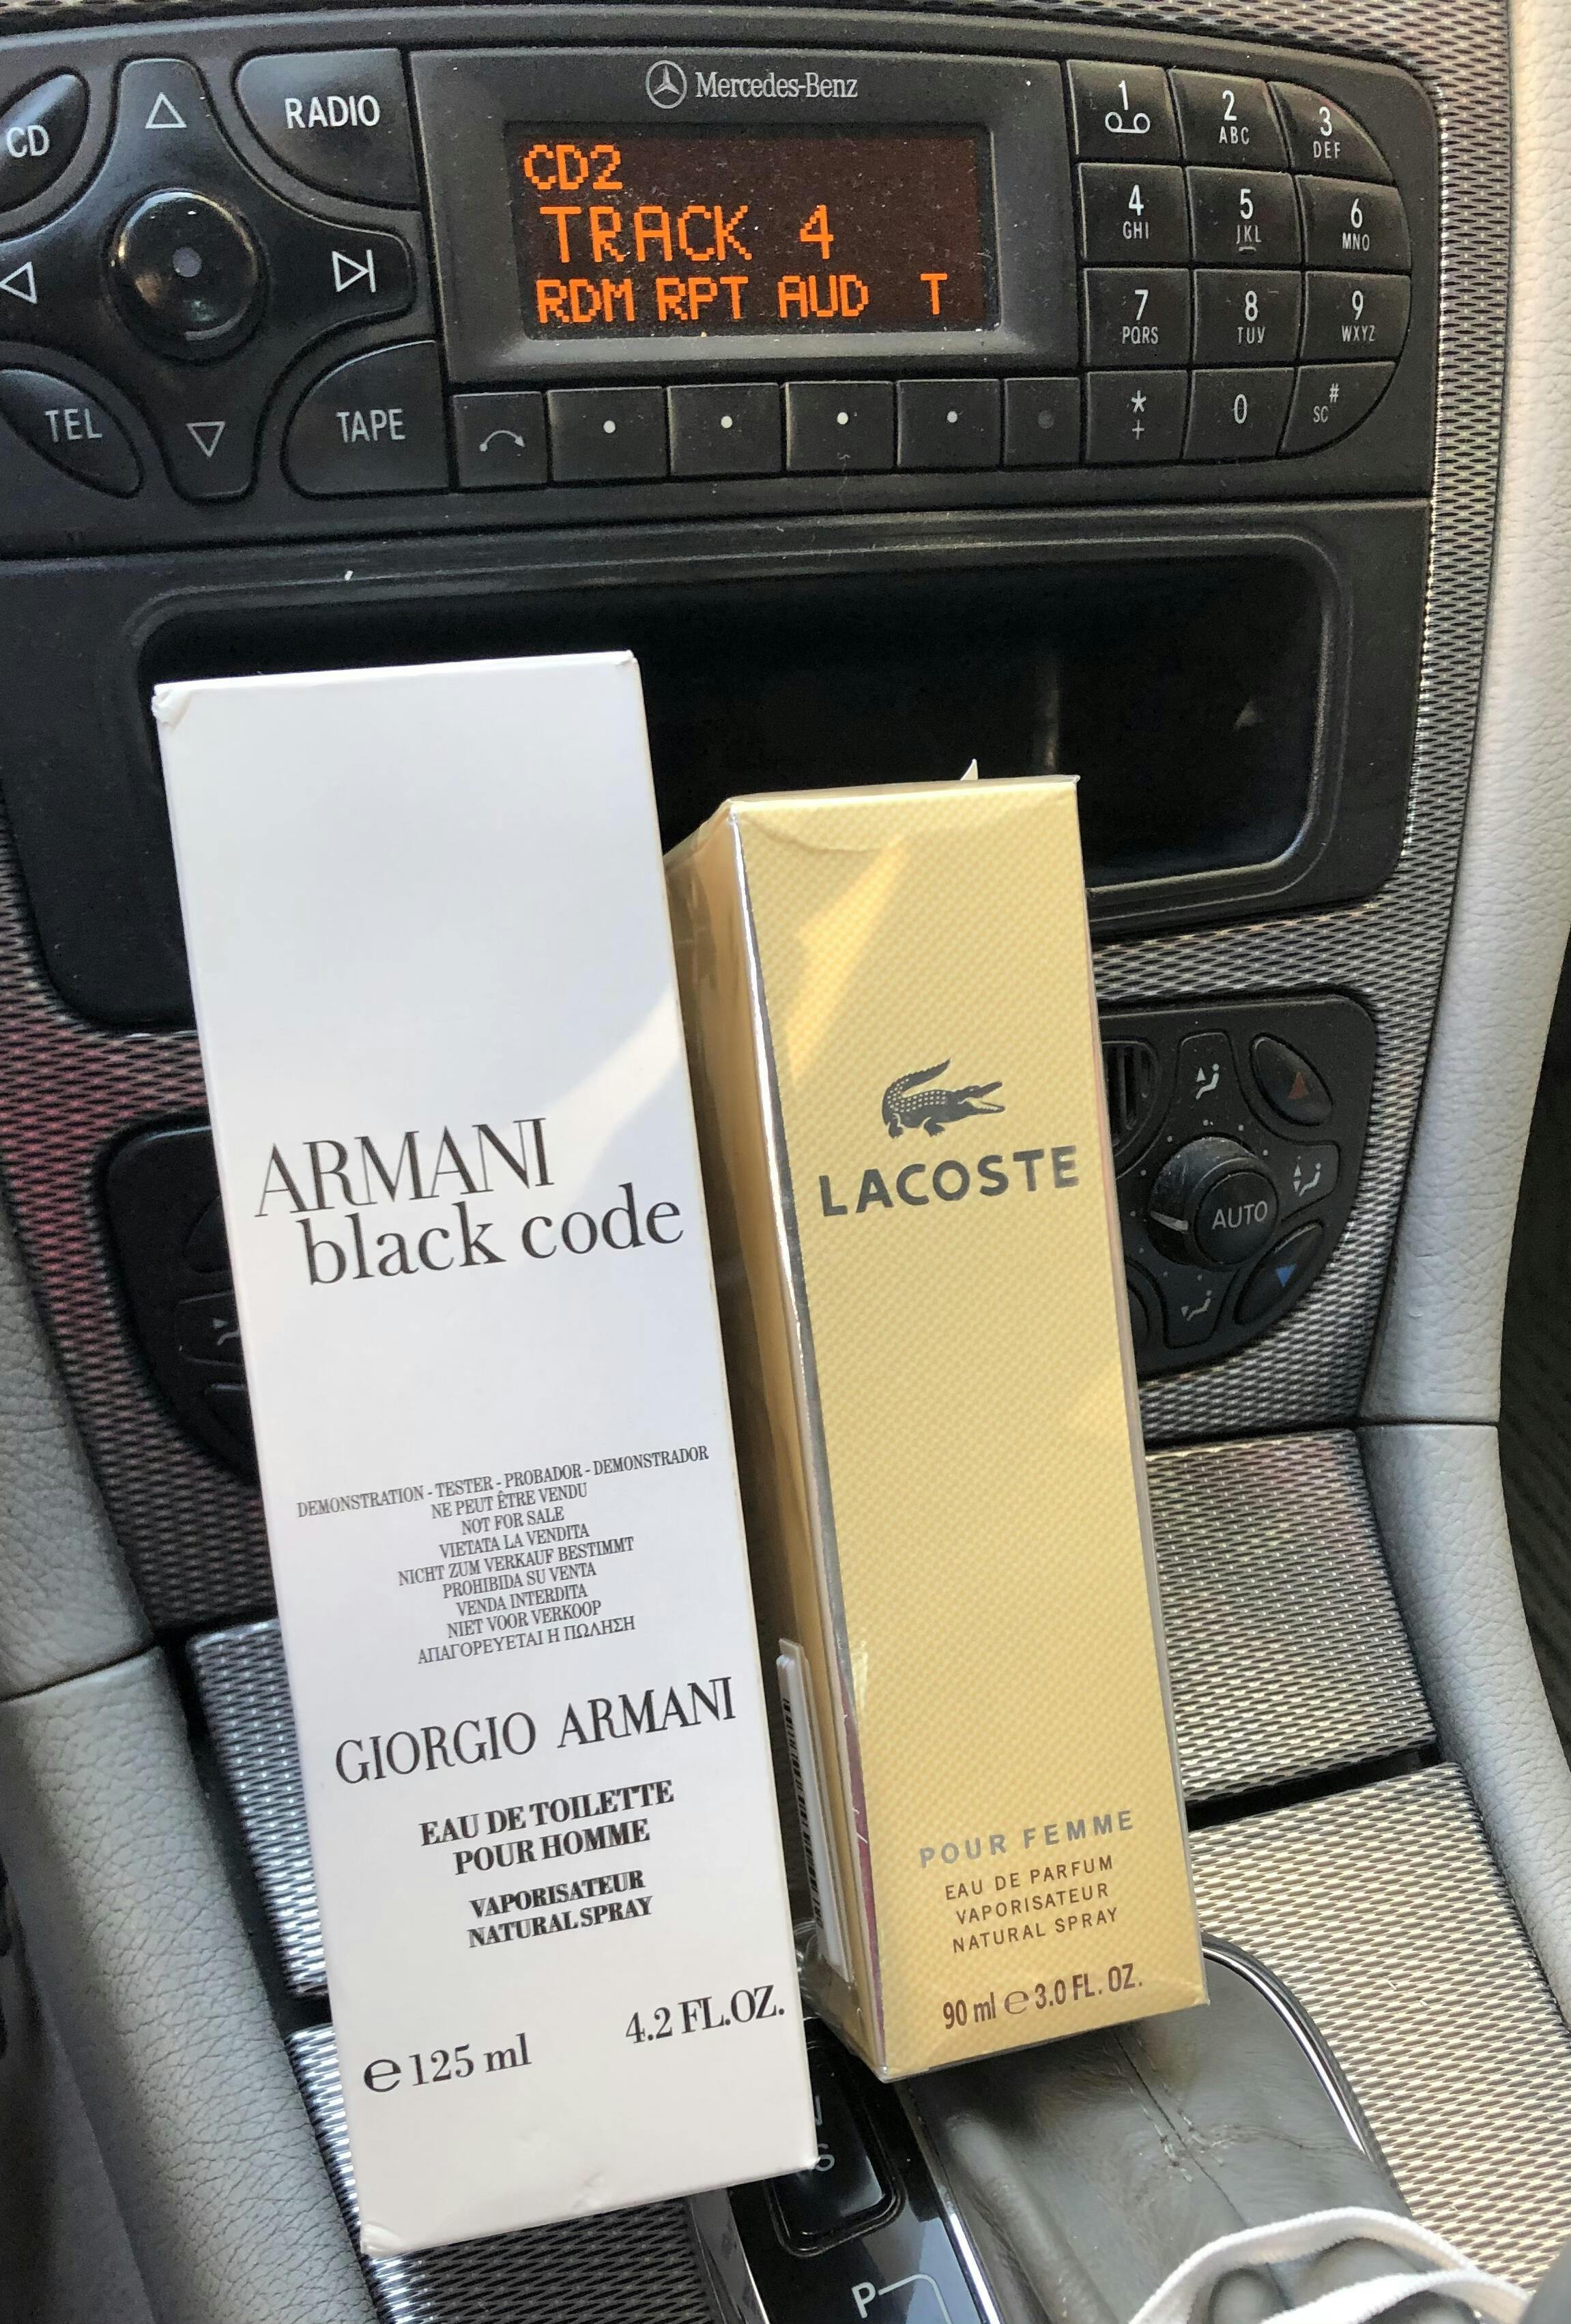 Mercedes-Benz
CD
RADIO
CD2
TRACK 4
RDM RPT AUD T
TEL
TAPE
1
2
ABC
3
DEF
4
GHI
5
JKL
6
MNO
7
PQRS
8
TUV
9
WXYZ
*
+
0
SC #
ARMANI
black code
DEMONSTRATION - TESTER - PROBADOR - DEMONSTRADOR
NE PEUT ÊTRE VENDU
NOT FOR SALE
VIETATA LA VENDITA
NICHT ZUM VERKAUF BESTIMMT
PROHIBIDA SU VENTA
VENDA INTERDITA
NIET VOOR VERKOOP
ΑΠΑΓΟΡΕΥΕΤΑΙ Η ΠΩΛΗΣΗ
GIORGIO ARMANI
EAU DE TOILETTE
POUR HOMME
VAPORISATEUR
NATURAL SPRAY
℮ 125 ml 4.2 FL.OZ.
LACOSTE
POUR FEMME
EAU DE PARFUM
VAPORISATEUR
NATURAL SPRAY
90 ml ℮ 3.0 FL. OZ.
AUTO
P